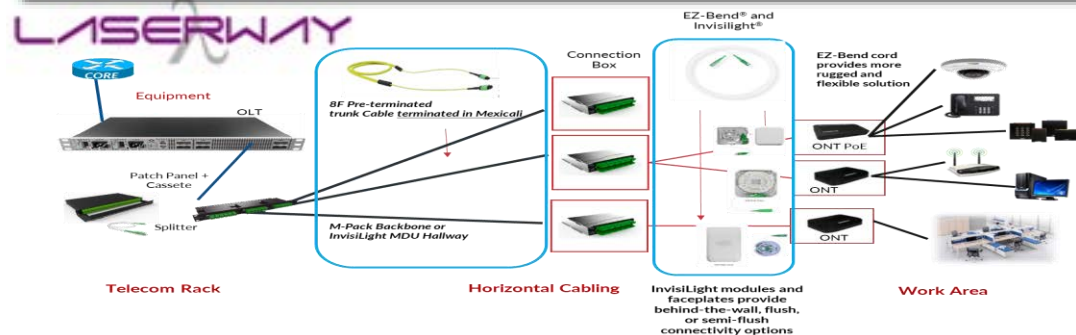 LASERWAY
CORE
Equipment
OLT
Patch Panel +
Cassete
Splitter
Telecom Rack
8F Pre-terminated
trunk Cable terminated in Mexicali
M-Pack Backbone or
InvisiLight MDU Hallway
Horizontal Cabling
Connection
Box
EZ-Bend® and
Invisilight®
InvisiLight modules and
faceplates provide
behind-the-wall, flush,
or semi-flush
connectivity options
EZ-Bend cord
provides more
rugged and
flexible solution
ONT PoE
ONT
ONT
Work Area